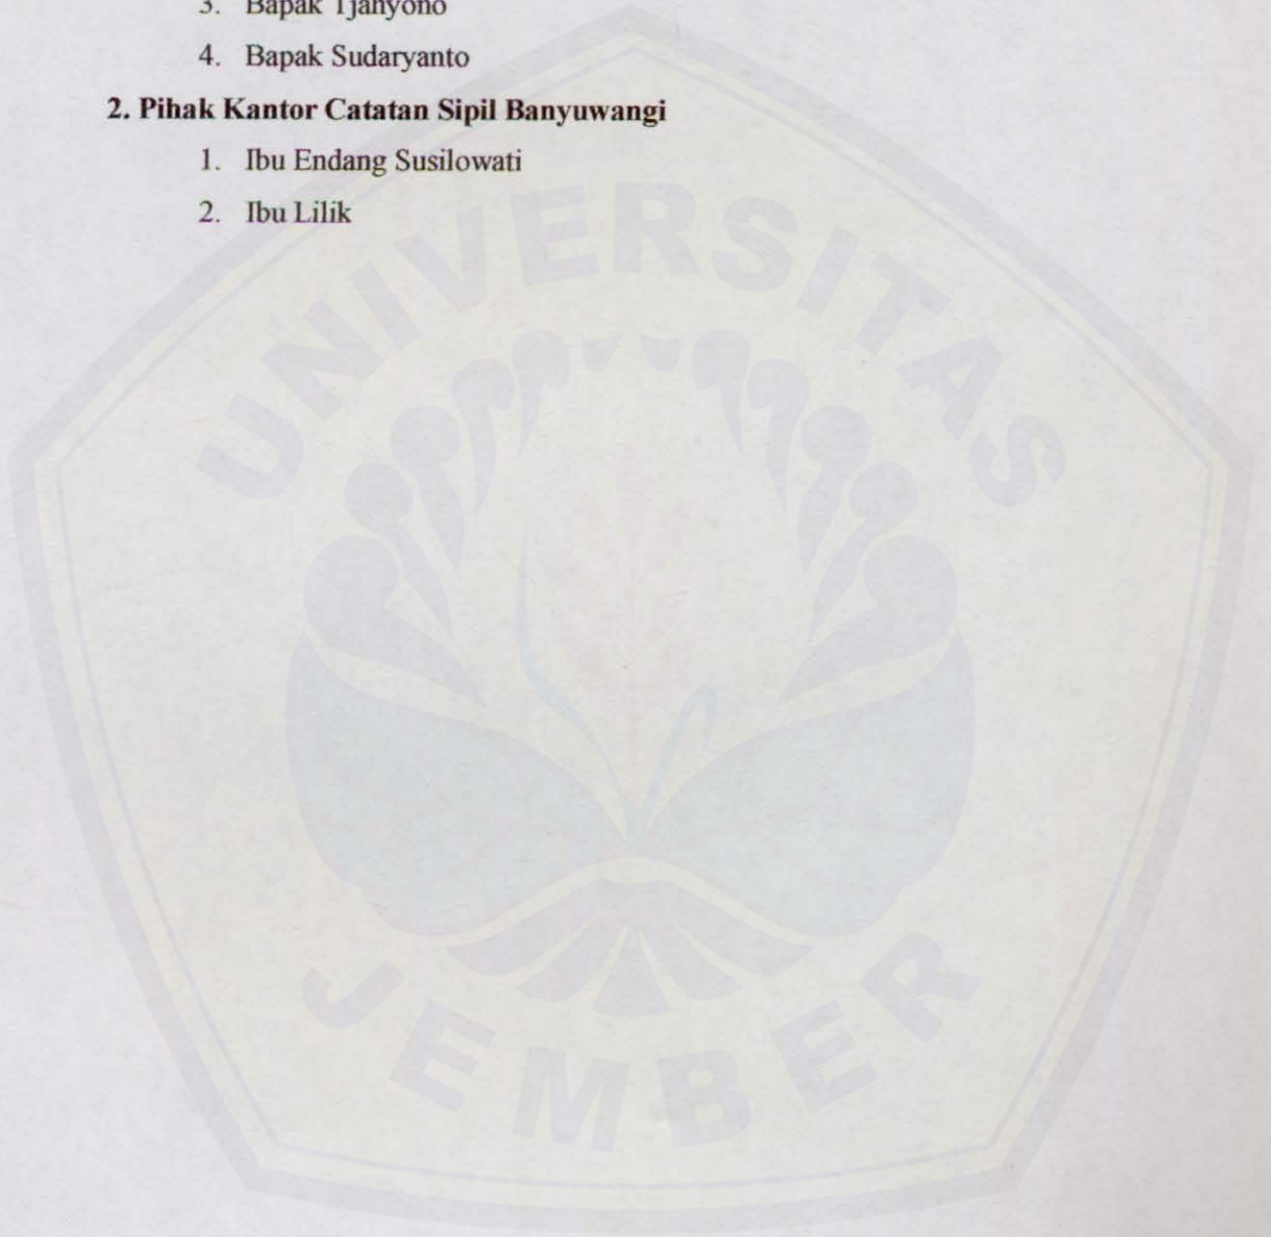 3. Bapak Tjahyono
4. Bapak Sudaryanto
2. Pihak Kantor Catatan Sipil Banyuwangi
1. Ibu Endang Susilowati
2. Ibu Lilik
UNIVERSITAS
JEMBER